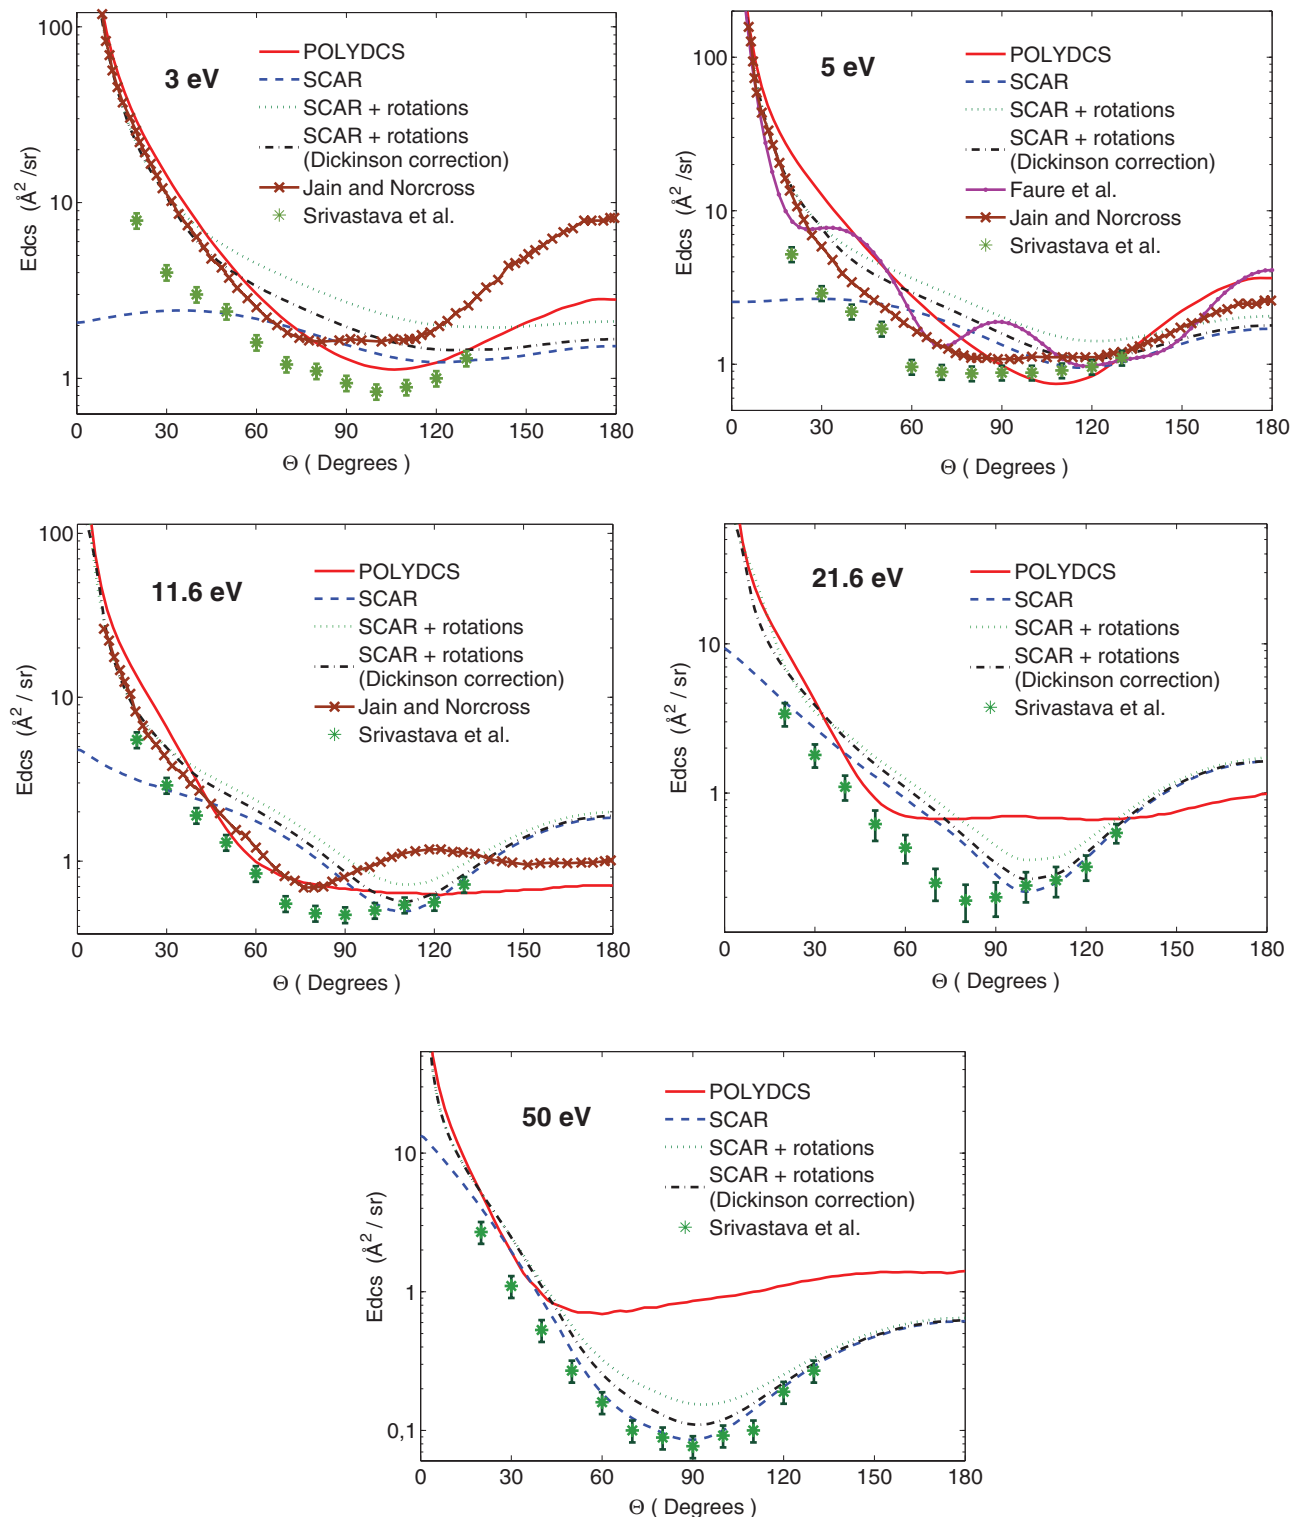 3 eV
POLYDCS
SCAR
SCAR + rotations
SCAR + rotations
(Dickinson correction)
Jain and Norcross
Srivastava et al.
Edcs (Å² /sr)
100
10
1
0 30 60 90 120 150 180
Θ ( Degrees )
5 eV
POLYDCS
SCAR
SCAR + rotations
SCAR + rotations
(Dickinson correction)
Faure et al.
Jain and Norcross
Srivastava et al.
Edcs (Å² /sr)
100
10
1
0 30 60 90 120 150 180
Θ ( Degrees )
11.6 eV
POLYDCS
SCAR
SCAR + rotations
SCAR + rotations
(Dickinson correction)
Jain and Norcross
Srivastava et al.
Edcs (Å² / sr)
100
10
1
0 30 60 90 120 150 180
Θ ( Degrees )
21.6 eV
POLYDCS
SCAR
SCAR + rotations
SCAR + rotations
(Dickinson correction)
Srivastava et al.
Edcs (Å² / sr)
10
1
0 30 60 90 120 150 180
Θ ( Degrees )
50 eV
POLYDCS
SCAR
SCAR + rotations
SCAR + rotations
(Dickinson correction)
Srivastava et al.
Edcs (Å² / sr)
10
1
0,1
0 30 60 90 120 150 180
Θ ( Degrees )